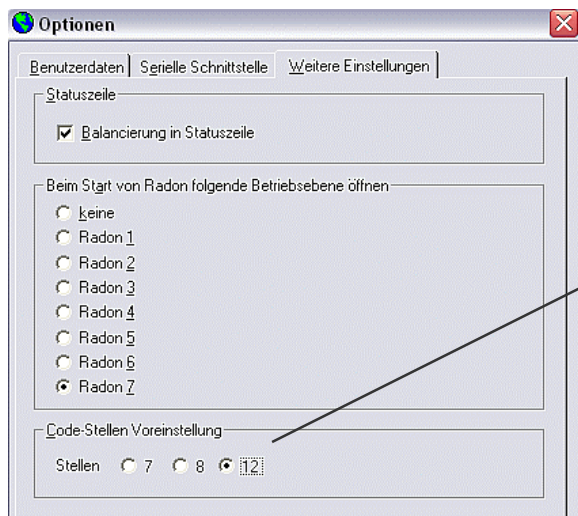 Optionen
Benutzerdaten Serielle Schnittstelle Weitere Einstellungen
Statuszeile
Balancierung in Statuszeile
Beim Start von Radon folgende Betriebsebene öffnen
keine
Radon 1
Radon 2
Radon 3
Radon 4
Radon 5
Radon 6
Radon 7
Code-Stellen Voreinstellung
Stellen 7 8 12